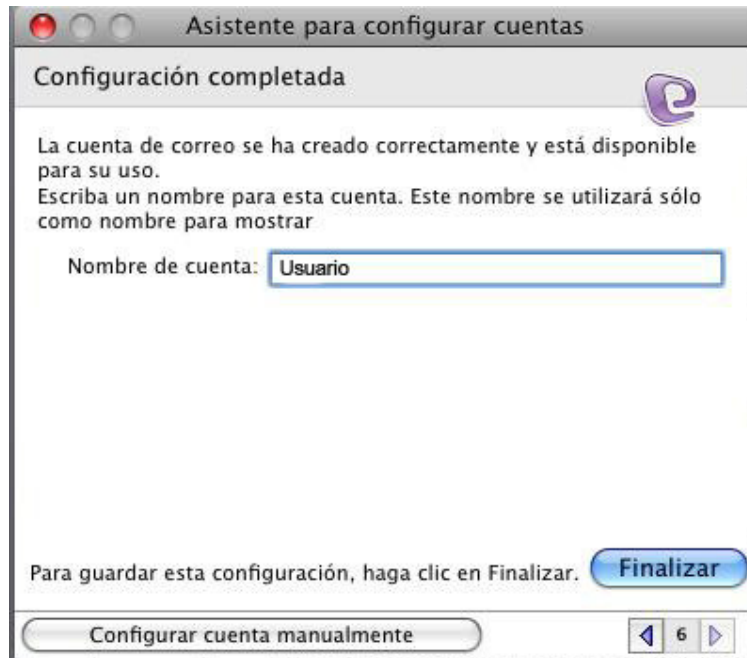 Asistente para configurar cuentas
Configuración completada
La cuenta de correo se ha creado correctamente y está disponible
para su uso.
Escriba un nombre para esta cuenta. Este nombre se utilizará sólo
como nombre para mostrar
Nombre de cuenta: Usuario
Para guardar esta configuración, haga clic en Finalizar. Finalizar
Configurar cuenta manualmente 6